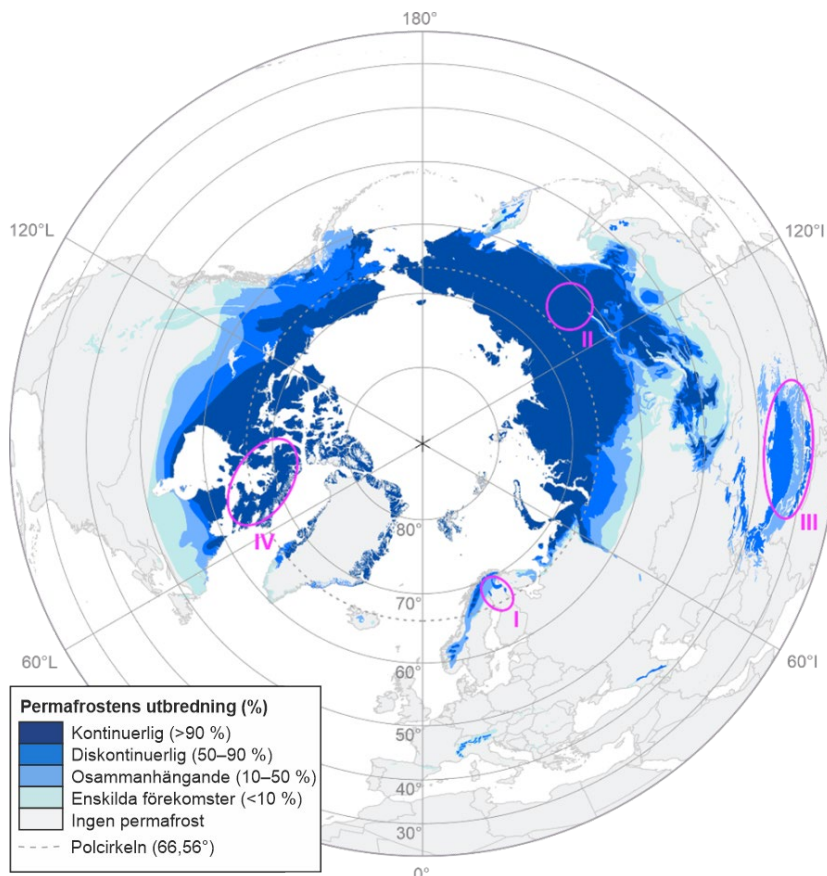 180°
120°L
120°I
II
III
IV
80°
70°
I
60°
60°L
60°I
50°
40°
30°
0°
Permafrostens utbredning (%)
Kontinuerlig (>90 %)
Diskontinuerlig (50–90 %)
Osammanhängande (10–50 %)
Enskilda förekomster (<10 %)
Ingen permafrost
Polcirkeln (66,56°)